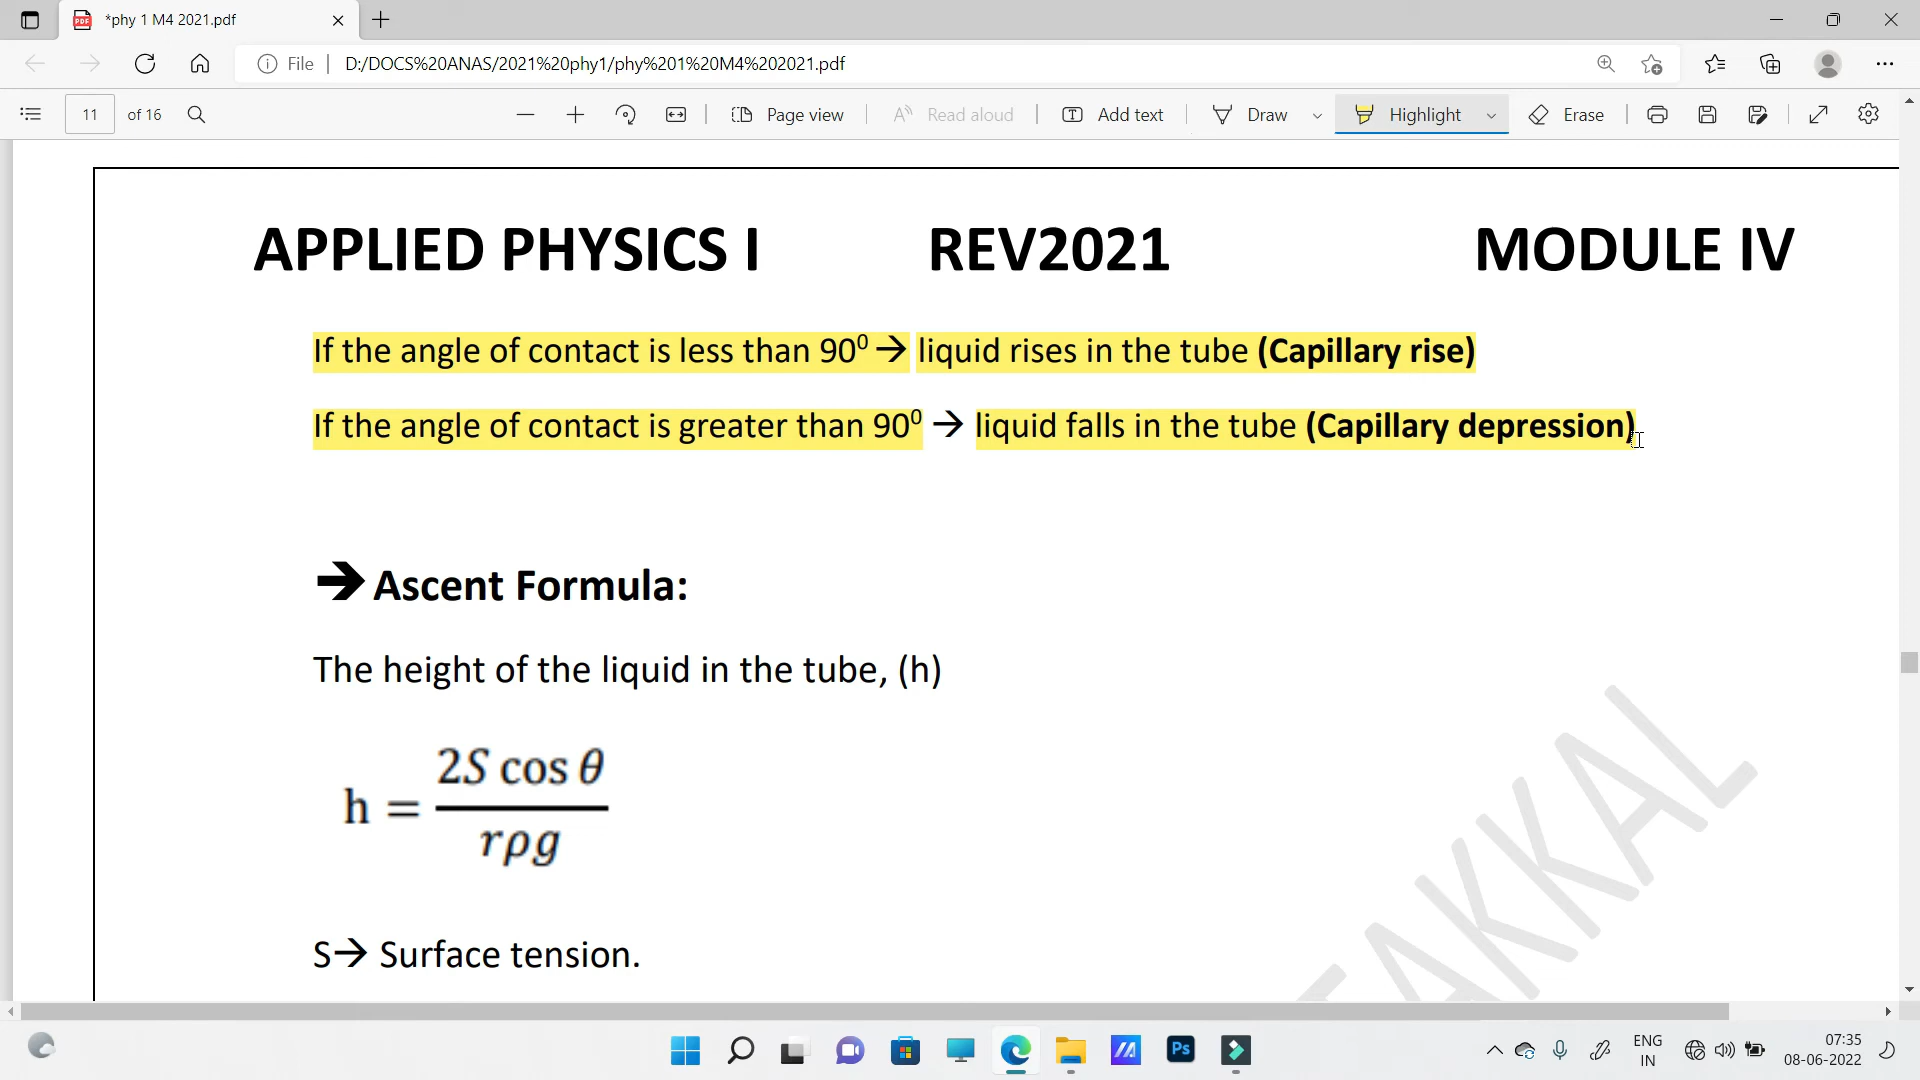 *phy 1 M4 2021.pdf
File
D:/DOCS%20ANAS/2021%20phy1/phy%201%20M4%202021.pdf
11 of 16
Page view
Read aloud
Add text
Draw
Highlight
Erase
APPLIED PHYSICS I REV2021 MODULE IV
If the angle of contact is less than 90⁰ → liquid rises in the tube (Capillary rise)
If the angle of contact is greater than 90⁰ → liquid falls in the tube (Capillary depression)
➔ Ascent Formula:
The height of the liquid in the tube, (h)
h = 2S cos θ / rρg
S→ Surface tension.
Ps
ENG
IN
07:35
08-06-2022